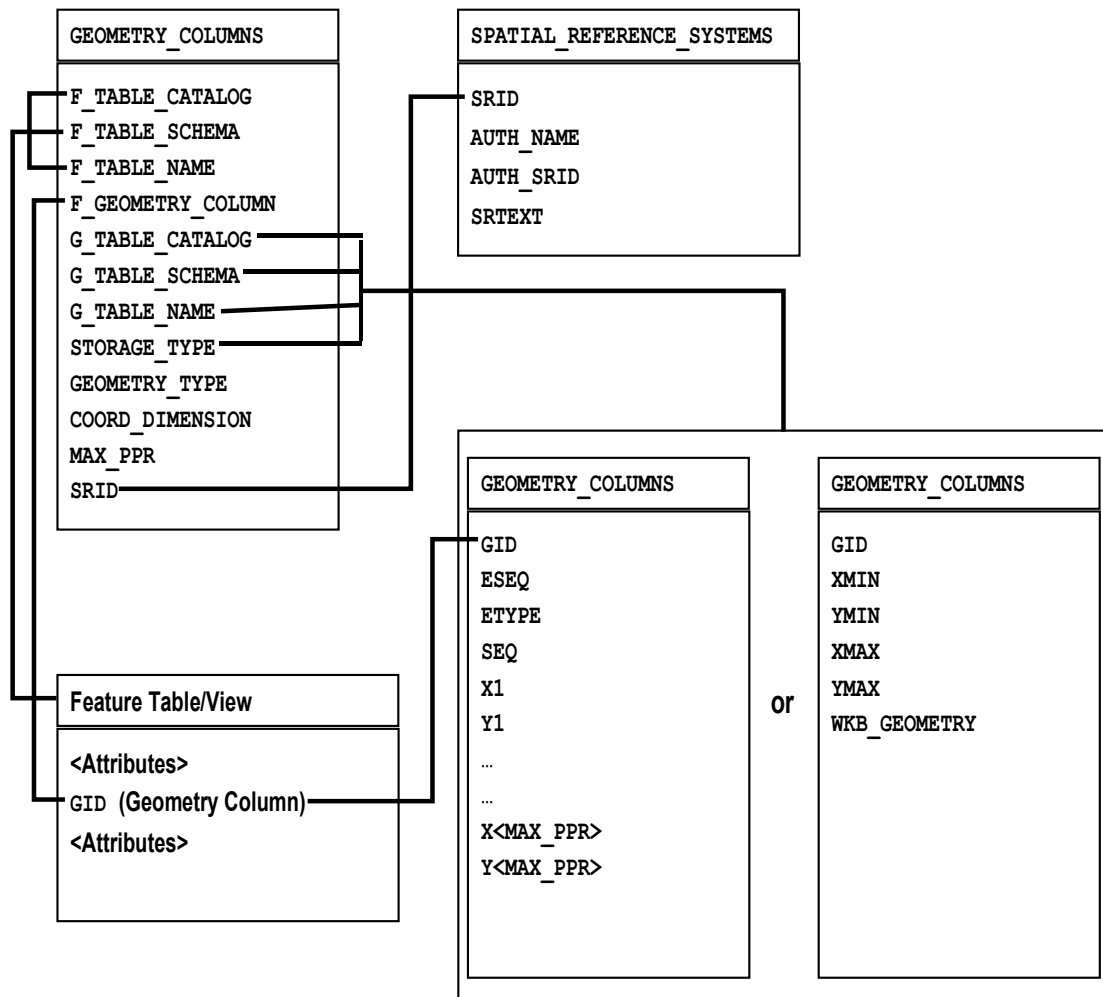 GEOMETRY_COLUMNS
F_TABLE_CATALOG
F_TABLE_SCHEMA
F_TABLE_NAME
F_GEOMETRY_COLUMN
G_TABLE_CATALOG
G_TABLE_SCHEMA
G_TABLE_NAME
STORAGE_TYPE
GEOMETRY_TYPE
COORD_DIMENSION
MAX_PPR
SRID
SPATIAL_REFERENCE_SYSTEMS
SRID
AUTH_NAME
AUTH_SRID
SRTEXT
Feature Table/View
<Attributes>
GID (Geometry Column)
<Attributes>
GEOMETRY_COLUMNS
GID
ESEQ
ETYPE
SEQ
X1
Y1
…
…
X<MAX_PPR>
Y<MAX_PPR>
or
GEOMETRY_COLUMNS
GID
XMIN
YMIN
XMAX
YMAX
WKB_GEOMETRY